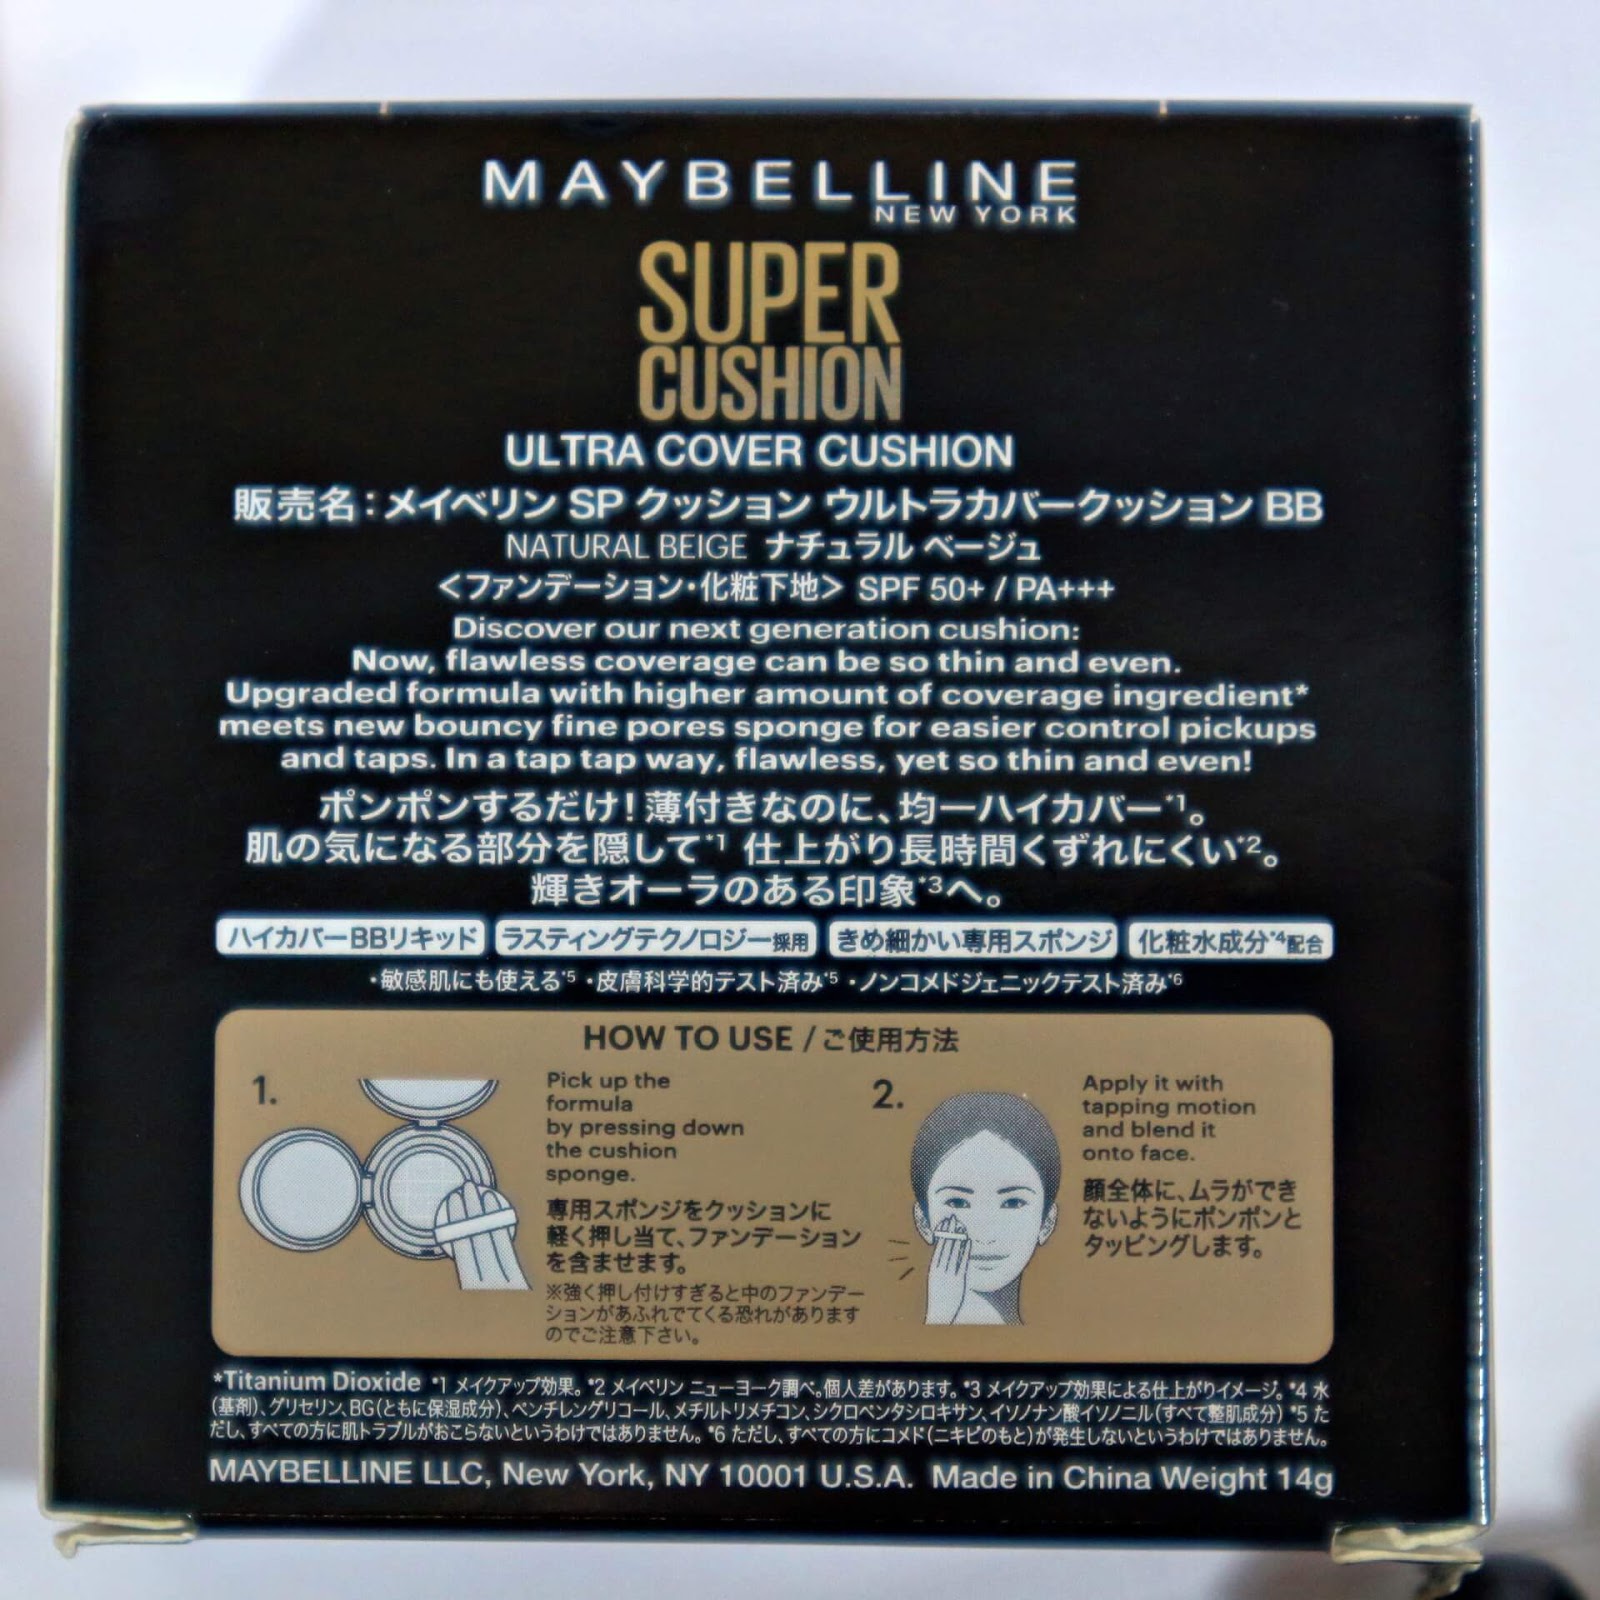 MAYBELLINE
NEW YORK
SUPER
CUSHION
ULTRA COVER CUSHION
販売名：メイベリン SP クッション ウルトラカバークッション BB
NATURAL BEIGE ナチュラル ベージュ
<ファンデーション・化粧下地> SPF 50+ / PA+++
Discover our next generation cushion:
Now, flawless coverage can be so thin and even.
Upgraded formula with higher amount of coverage ingredient*
meets new bouncy fine pores sponge for easier control pickups
and taps. In a tap tap way, flawless, yet so thin and even!
ポンポンするだけ！薄付きなのに、均一ハイカバー*1。
肌の気になる部分を隠して*1 仕上がり長時間くずれにくい*2。
輝きオーラのある印象*3へ。
ハイカバーBBリキッド ラスティングテクノロジー採用 きめ細かい専用スポンジ 化粧水成分*4配合
・敏感肌にも使える*5 ・皮膚科学的テスト済み*5 ・ノンコメドジェニックテスト済み*6
HOW TO USE / ご使用方法
1.
Pick up the
formula
by pressing down
the cushion
sponge.
専用スポンジをクッションに
軽く押し当て、ファンデーション
を含ませます。
※強く押し付けすぎると中のファンデー
ションがあふれでてくる恐れがあります
のでご注意下さい。
2.
Apply it with
tapping motion
and blend it
onto face.
顔全体に、ムラができ
ないようにポンポンと
タッピングします。
*Titanium Dioxide *1 メイクアップ効果。*2 メイベリン ニューヨーク調べ。個人差があります。*3 メイクアップ効果による仕上がりイメージ。*4 水
(基剤)、グリセリン、BG(ともに保湿成分)、ペンチレングリコール、メチルトリメチコン、シクロペンタシロキサン、イソノナン酸イソノニル(すべて整肌成分) *5 た
だし、すべての方に肌トラブルがおこらないというわけではありません。*6 ただし、すべての方にコメド(ニキビのもと)が発生しないというわけではありません。
MAYBELLINE LLC, New York, NY 10001 U.S.A. Made in China Weight 14g